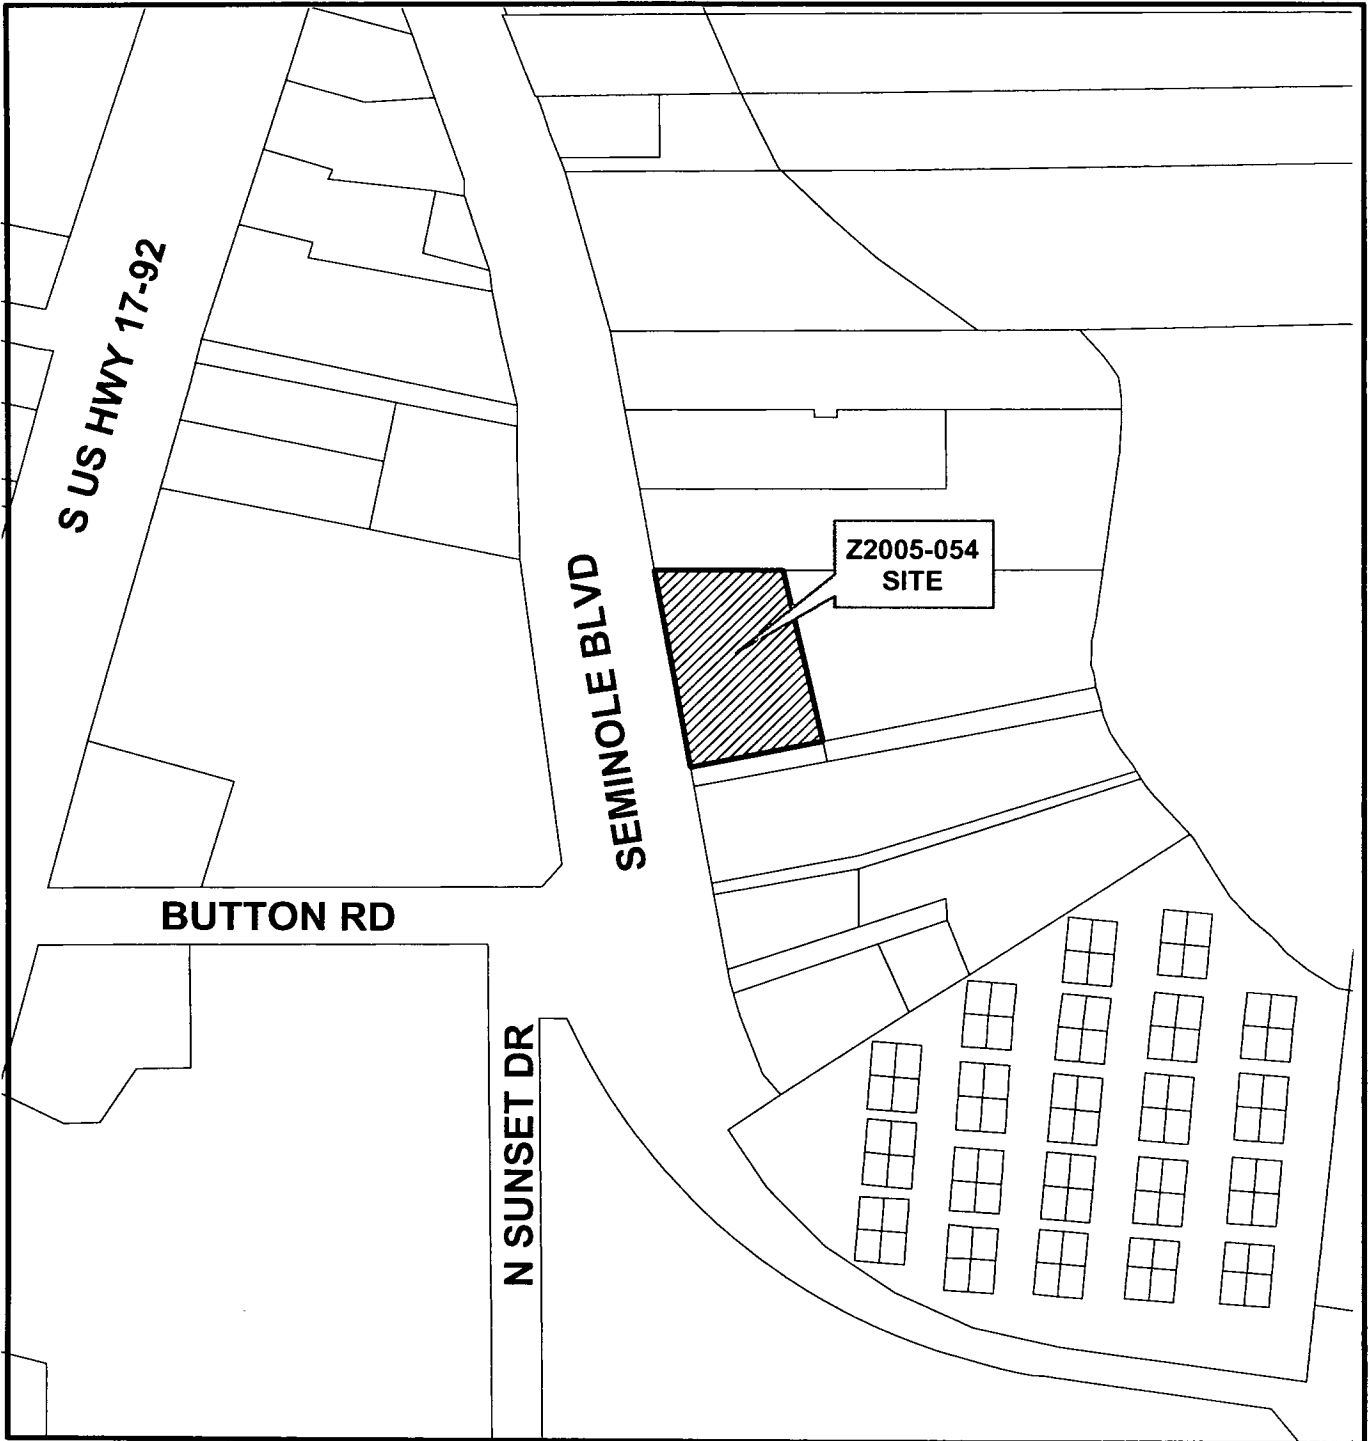 S US HWY 17-92
Z2005-054
SITE
SEMINOLE BLVD
BUTTON RD
N SUNSET DR